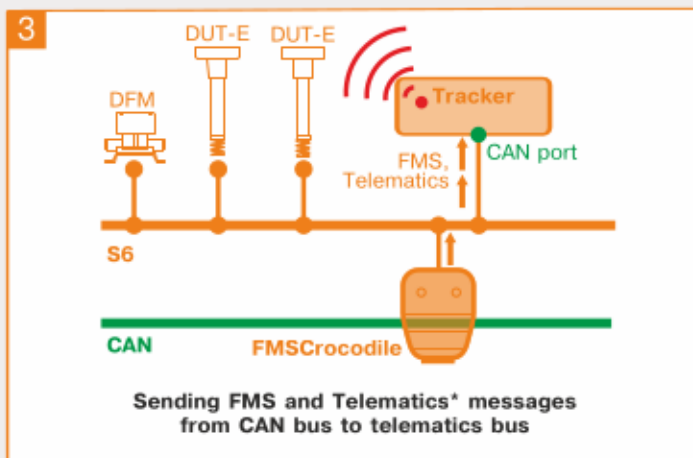 3
DUT-E DUT-E
DFM
Tracker
FMS,
Telematics
CAN port
S6
CAN
FMSCrocodile
Sending FMS and Telematics* messages
from CAN bus to telematics bus